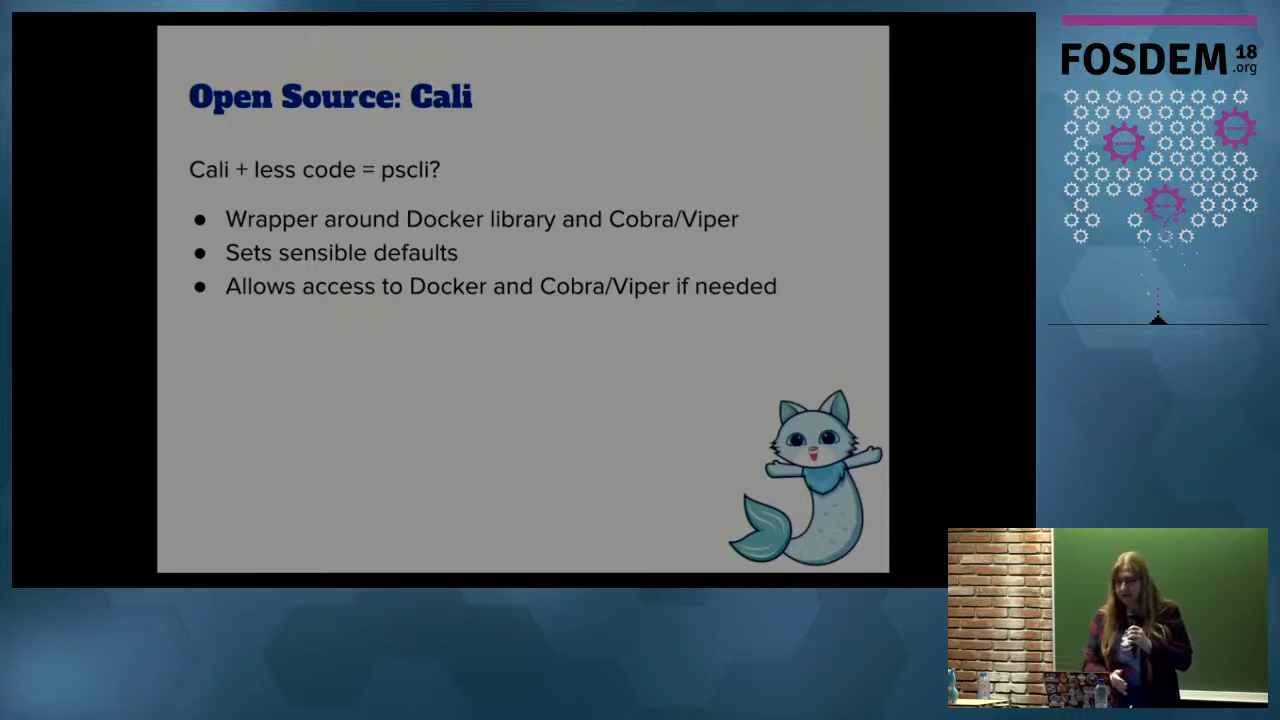 Open Source: Cali
Cali + less code = pscli?
● Wrapper around Docker library and Cobra/Viper
● Sets sensible defaults
● Allows access to Docker and Cobra/Viper if needed
FOSDEM 18
.org